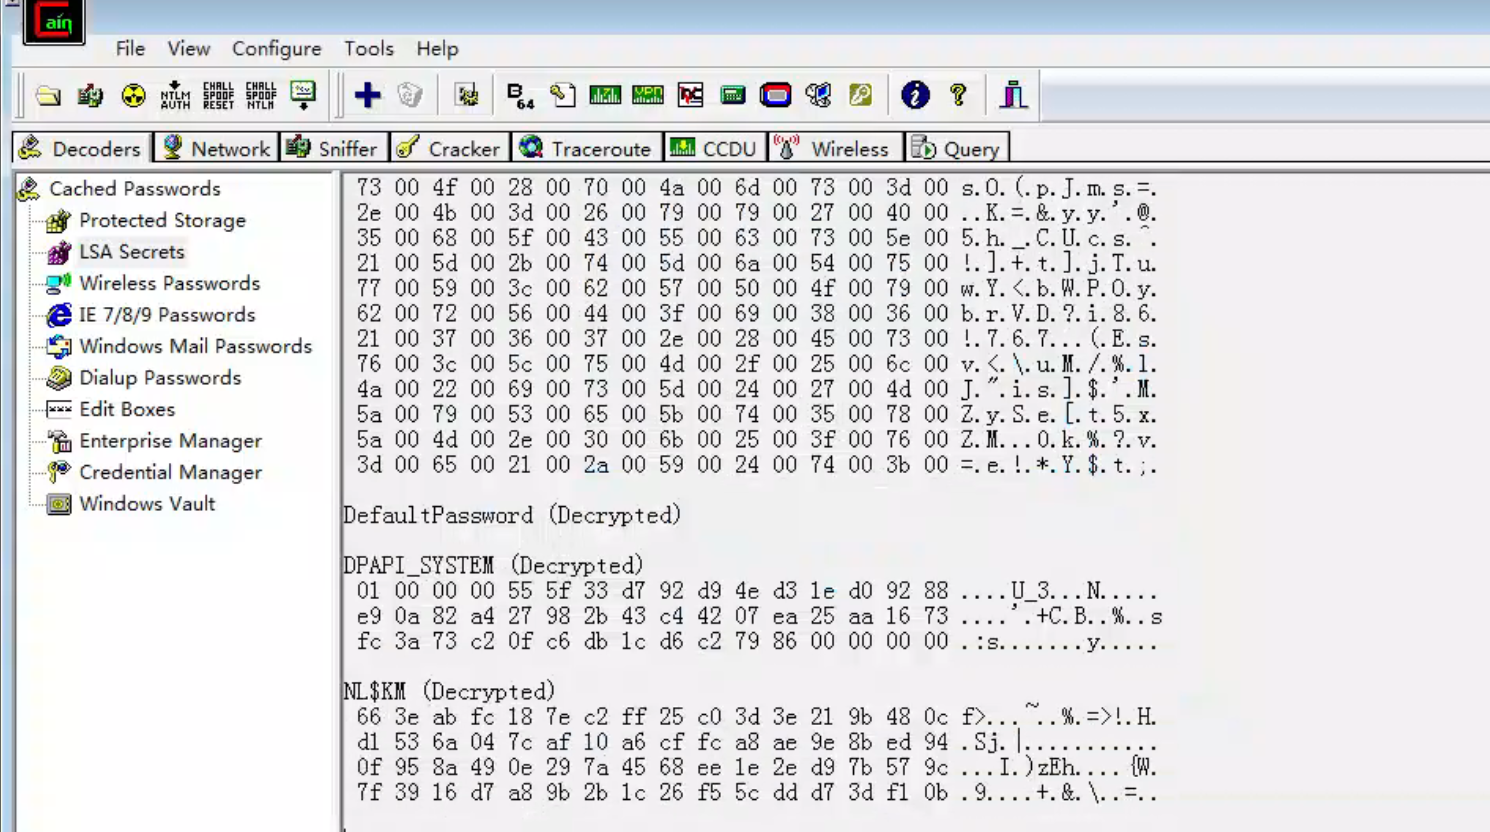 Cain
File View Configure Tools Help
NTLM AUTH CHALL SPOOF RESET CHALL SPOOF NTLM B 64
Decoders Network Sniffer Cracker Traceroute CCDU Wireless Query
Cached Passwords
Protected Storage
LSA Secrets
Wireless Passwords
IE 7/8/9 Passwords
Windows Mail Passwords
Dialup Passwords
Edit Boxes
Enterprise Manager
Credential Manager
Windows Vault
73 00 4f 00 28 00 70 00 4a 00 6d 00 73 00 3d 00 s.O.(.p.J.m.s.=.
2e 00 4b 00 3d 00 26 00 79 00 79 00 27 00 40 00 ..K.=.&.y.y.'.@.
35 00 68 00 5f 00 43 00 55 00 63 00 73 00 5e 00 5.h._.C.U.c.s.^.
21 00 5d 00 2b 00 74 00 5d 00 6a 00 54 00 75 00 !.].+.t.].j.T.u.
77 00 59 00 3c 00 62 00 57 00 50 00 4f 00 79 00 w.Y.<.b.W.P.O.y.
62 00 72 00 56 00 44 00 3f 00 69 00 38 00 36 00 b.r.V.D.?.i.8.6.
21 00 37 00 36 00 37 00 2e 00 28 00 45 00 73 00 !.7.6.7...(.E.s.
76 00 3c 00 5c 00 75 00 4d 00 2f 00 25 00 6c 00 v.<.\.u.M./.%.l.
4a 00 22 00 69 00 73 00 5d 00 24 00 27 00 4d 00 J.".i.s.].$.'.M.
5a 00 79 00 53 00 65 00 5b 00 74 00 35 00 78 00 Z.y.S.e.[.t.5.x.
5a 00 4d 00 2e 00 30 00 6b 00 25 00 3f 00 76 00 Z.M...0.k.%.?.v.
3d 00 65 00 21 00 2a 00 59 00 24 00 74 00 3b 00 =.e.!.*.Y.$.t.;.
DefaultPassword (Decrypted)
DPAPI_SYSTEM (Decrypted)
01 00 00 00 55 5f 33 d7 92 d9 4e d3 1e d0 92 88 ....U_3...N.....
e9 0a 82 a4 27 98 2b 43 c4 42 07 ea 25 aa 16 73 ....'.+C.B..%..s
fc 3a 73 c2 0f c6 db 1c d6 c2 79 86 00 00 00 00 .:s.......y.....
NL$KM (Decrypted)
66 3e ab fc 18 7e c2 ff 25 c0 3d 3e 21 9b 48 0c f>...~..%.=>!.H.
d1 53 6a 04 7c af 10 a6 cf fc a8 ae 9e 8b ed 94 .Sj.|...........
0f 95 8a 49 0e 29 7a 45 68 ee 1e 2e d9 7b 57 9c ...I.)zEh....{W.
7f 39 16 d7 a8 9b 2b 1c 26 f5 5c dd d7 3d f1 0b .9....+.&.\..=..